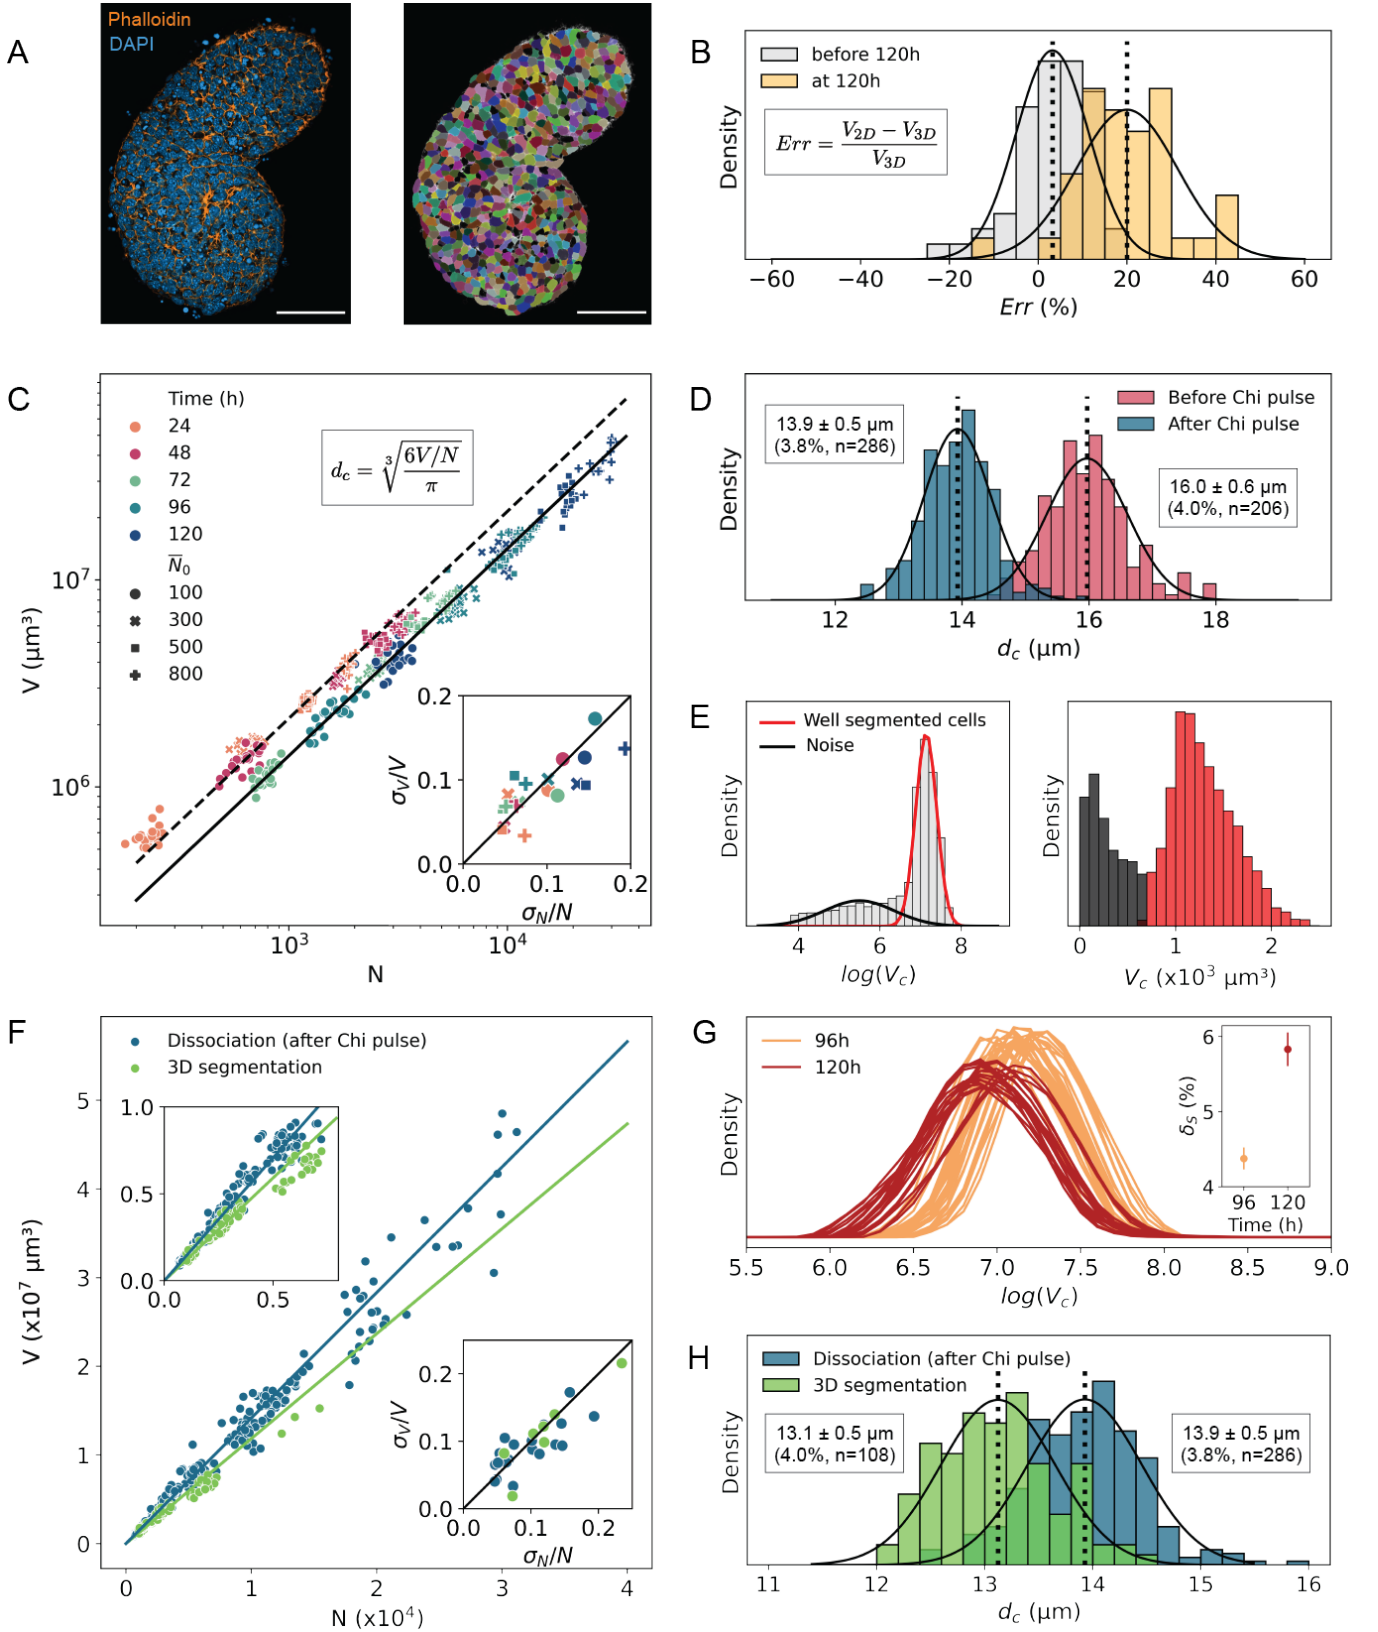 A
Phalloidin
DAPI
B
before 120h
at 120h
Err = (V2D − V3D) / V3D
Density
−60
−40
−20
0
20
40
60
Err (%)
C
Time (h)
24
48
72
96
120
N̅0
100
300
500
800
dc = ∛((6V/N) / π)
10⁷
10⁶
V (μm³)
10³
10⁴
N
0.2
0.1
0.0
σV/V
0.0
0.1
0.2
σN/N
D
Before Chi pulse
After Chi pulse
13.9 ± 0.5 μm
(3.8%, n=286)
16.0 ± 0.6 μm
(4.0%, n=206)
Density
12
14
16
18
dc (μm)
E
Well segmented cells
Noise
Density
4
6
8
log(Vc)
Density
0
1
2
Vc (x10³ μm³)
F
Dissociation (after Chi pulse)
3D segmentation
5
4
3
2
1
0
V (x10⁷ μm³)
1.0
0.5
0.0
0.0
0.5
0.2
0.1
0.0
σV/V
0.0
0.1
0.2
σN/N
0
1
2
3
4
N (x10⁴)
G
96h
120h
Density
6
5
4
δS (%)
96
120
Time (h)
5.5
6.0
6.5
7.0
7.5
8.0
8.5
9.0
log(Vc)
H
Dissociation (after Chi pulse)
3D segmentation
13.1 ± 0.5 μm
(4.0%, n=108)
13.9 ± 0.5 μm
(3.8%, n=286)
Density
11
12
13
14
15
16
dc (μm)